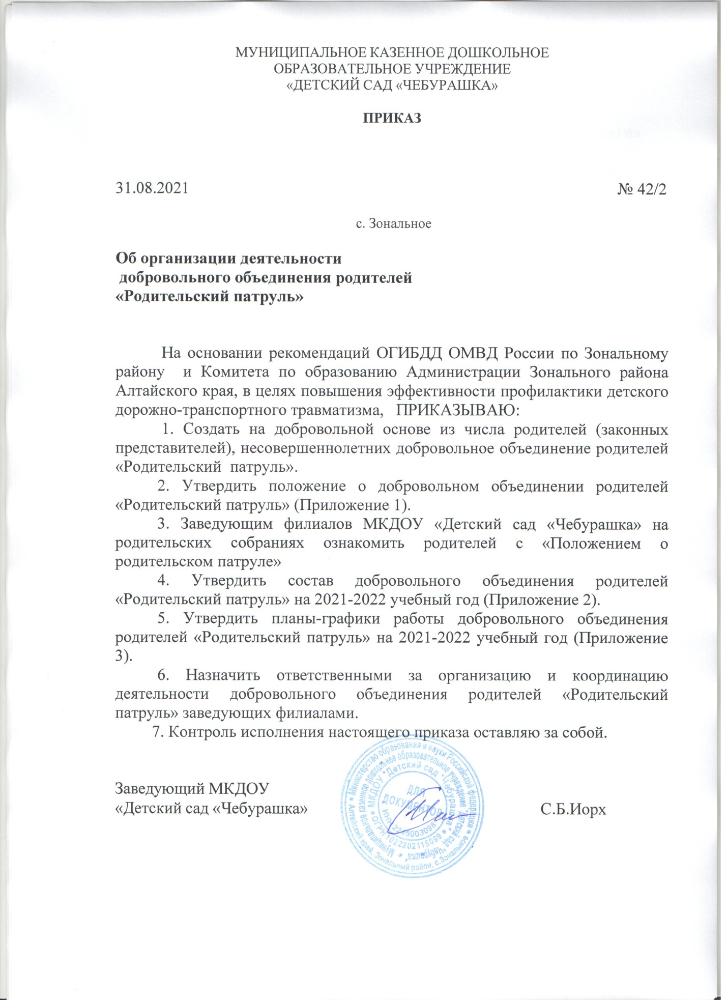 МУНИЦИПАЛЬНОЕ КАЗЕННОЕ ДОШКОЛЬНОЕ
ОБРАЗОВАТЕЛЬНОЕ УЧРЕЖДЕНИЕ
«ДЕТСКИЙ САД «ЧЕБУРАШКА»
ПРИКАЗ
31.08.2021 № 42/2
с. Зональное
Об организации деятельности
добровольного объединения родителей
«Родительский патруль»
На основании рекомендаций ОГИБДД ОМВД России по Зональному
району и Комитета по образованию Администрации Зонального района
Алтайского края, в целях повышения эффективности профилактики детского
дорожно-транспортного травматизма, ПРИКАЗЫВАЮ:
1. Создать на добровольной основе из числа родителей (законных
представителей), несовершеннолетних добровольное объединение родителей
«Родительский патруль».
2. Утвердить положение о добровольном объединении родителей
«Родительский патруль» (Приложение 1).
3. Заведующим филиалов МКДОУ «Детский сад «Чебурашка» на
родительских собраниях ознакомить родителей с «Положением о
родительском патруле»
4. Утвердить состав добровольного объединения родителей
«Родительский патруль» на 2021-2022 учебный год (Приложение 2).
5. Утвердить планы-графики работы добровольного объединения
родителей «Родительский патруль» на 2021-2022 учебный год (Приложение
3).
6. Назначить ответственными за организацию и координацию
деятельности добровольного объединения родителей «Родительский
патруль» заведующих филиалами.
7. Контроль исполнения настоящего приказа оставляю за собой.
Заведующий МКДОУ
«Детский сад «Чебурашка» С.Б.Иорх
* Министерство образования и науки Российской Федерации *
Алтайский край, Зональный район, с.Зональное
* Муниципальное казенное дошкольное образовательное учреждение Детский сад "Чебурашка"
* МКДОУ "Детский сад "Чебурашка" *
ОГРН 1022202115099
ИНН 2245003098
ДЛЯ
ДОКУМЕНТОВ